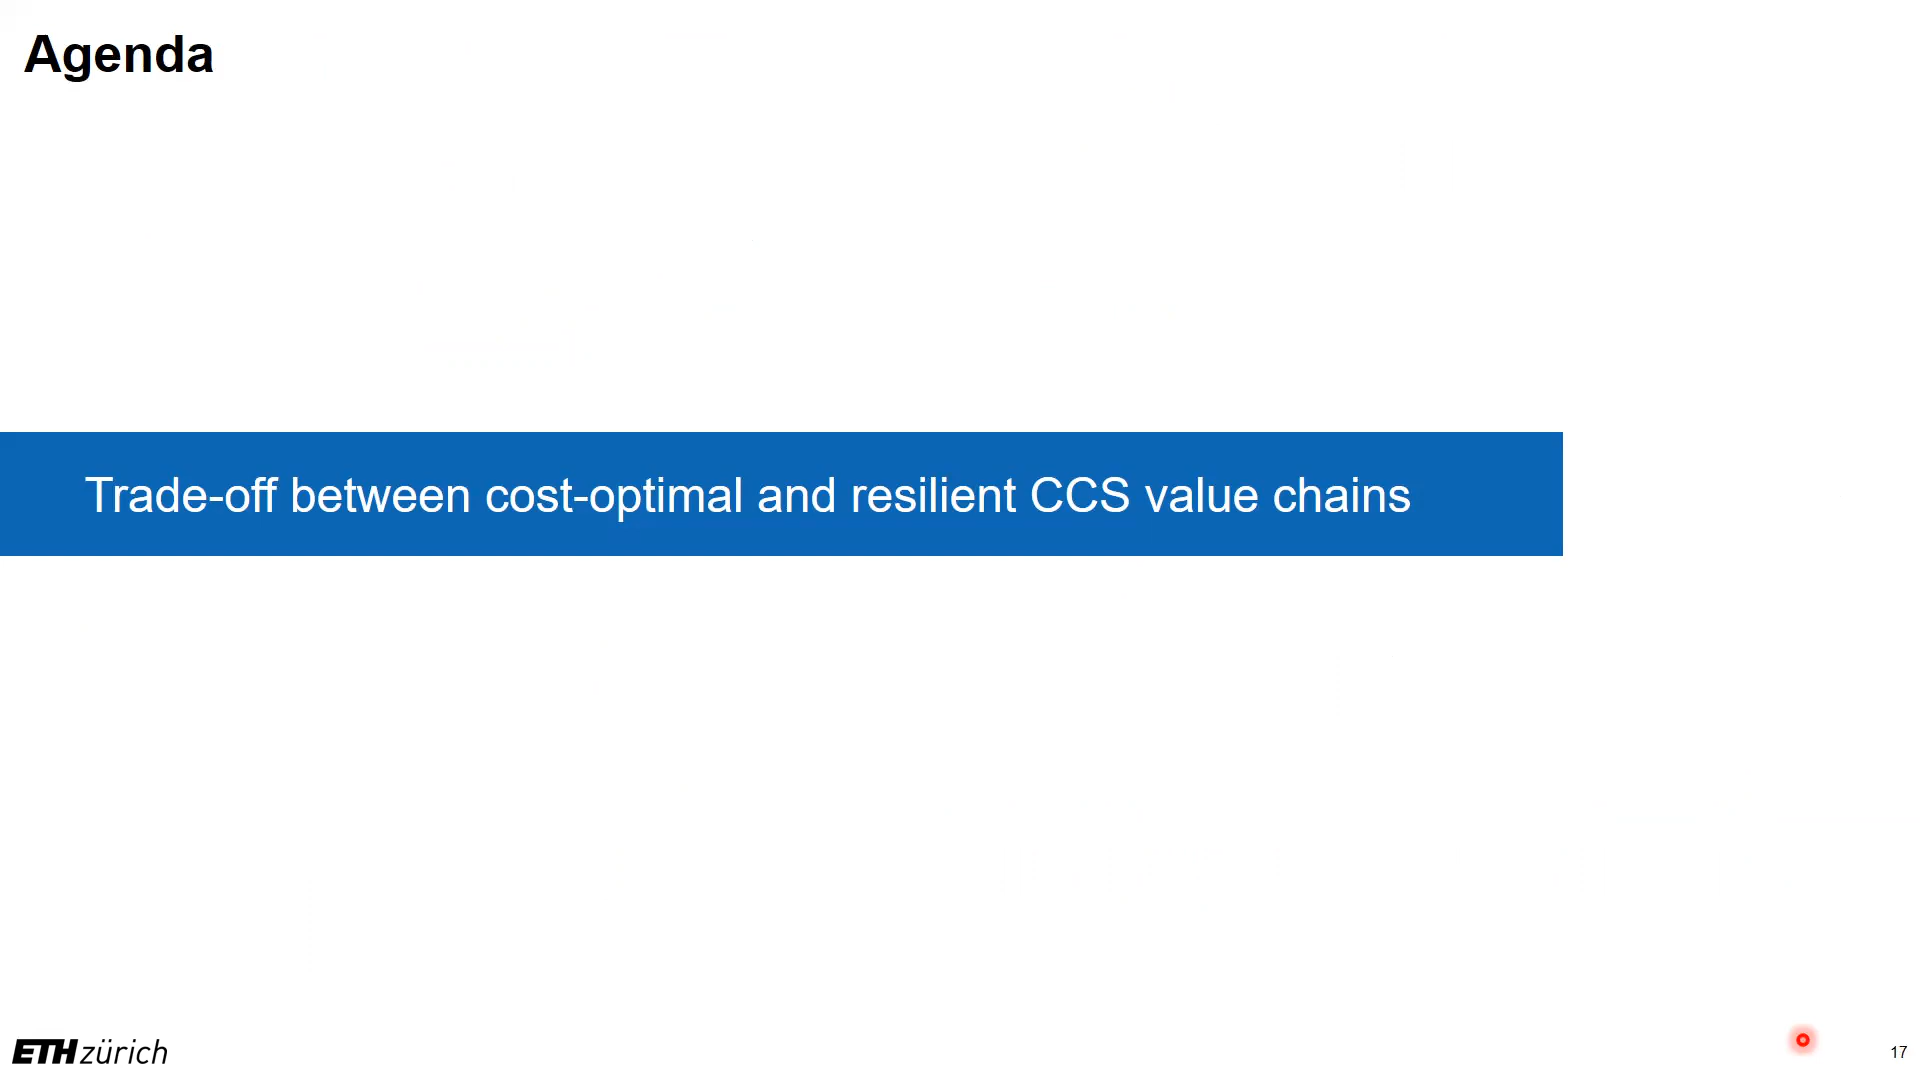 Agenda
Trade-off between cost-optimal and resilient CCS value chains
ETH zürich
17